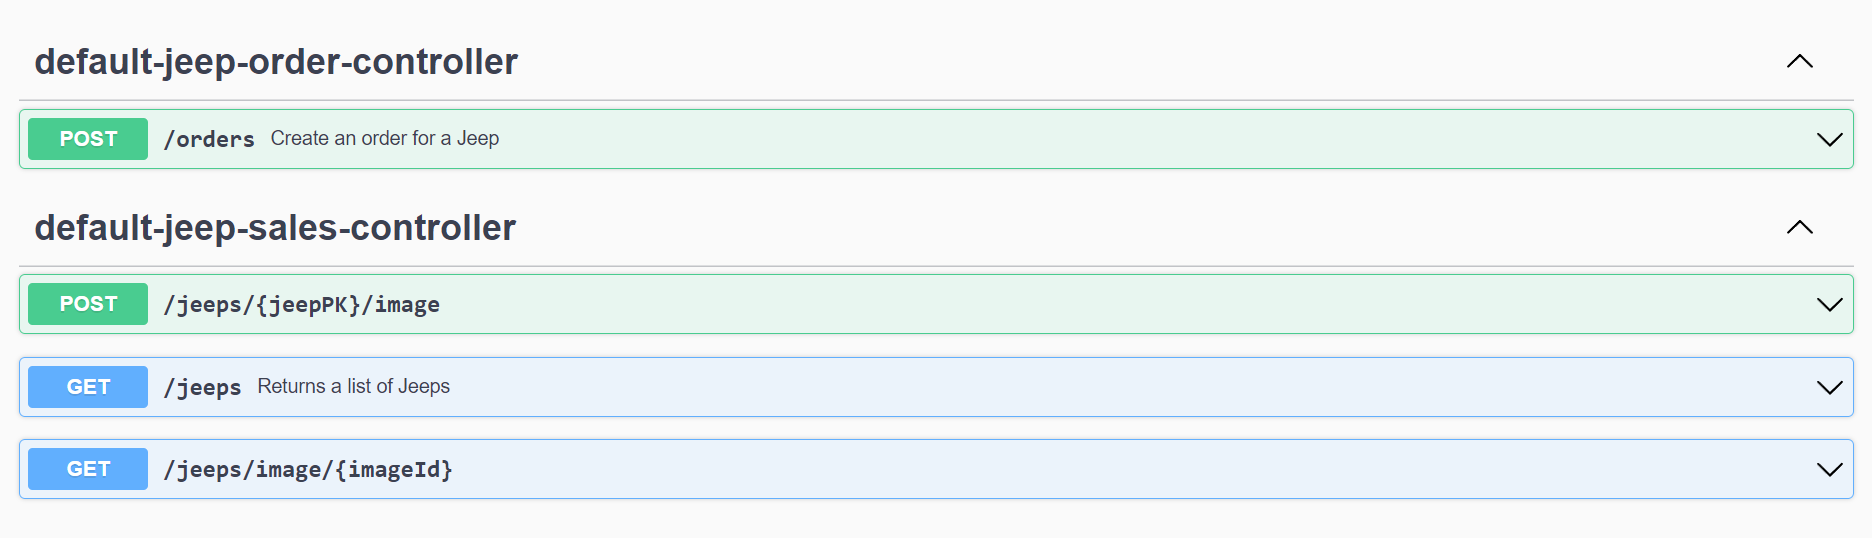 default-jeep-order-controller
POST /orders Create an order for a Jeep
default-jeep-sales-controller
POST /jeeps/{jeepPK}/image
GET /jeeps Returns a list of Jeeps
GET /jeeps/image/{imageId}